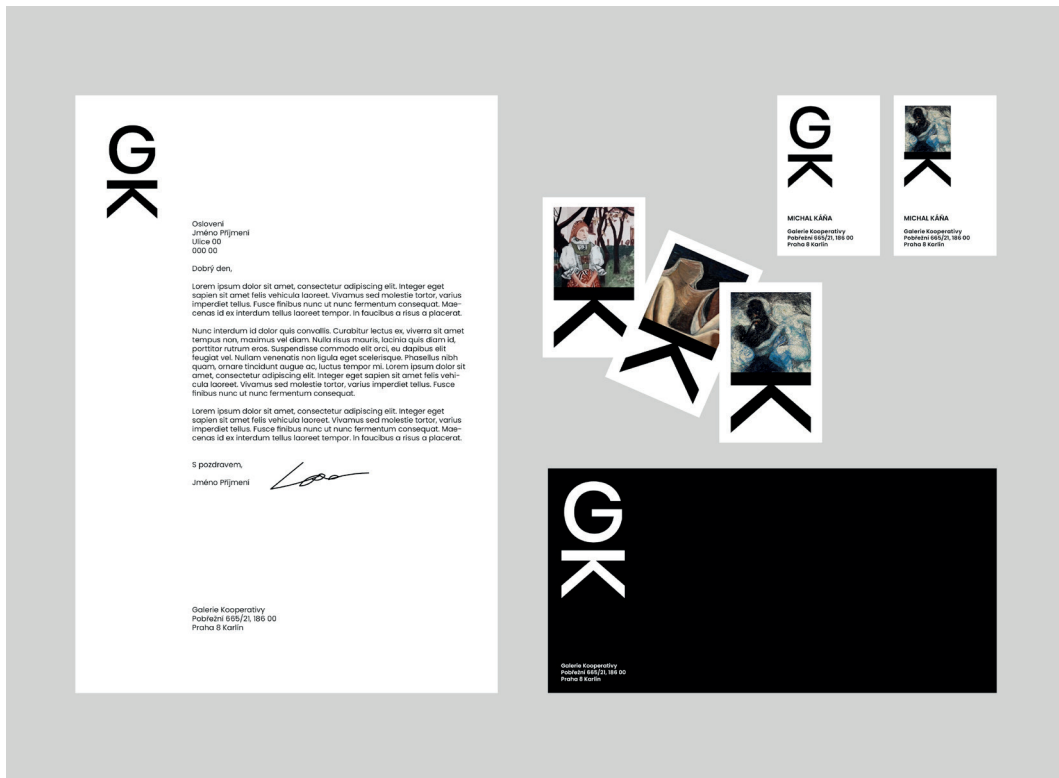 G
K
Oslovení
Jméno Příjmení
Ulice 00
000 00
Dobrý den,
Lorem ipsum dolor sit amet, consectetur adipiscing elit. Integer eget
sapien sit amet felis vehicula laoreet. Vivamus sed molestie tortor, varius
imperdiet tellus. Fusce finibus nunc ut nunc fermentum consequat. Mae-
cenas id ex interdum tellus laoreet tempor. In faucibus a risus a placerat.
Nunc interdum id dolor quis convallis. Curabitur lectus ex, viverra sit amet
tempus non, maximus vel diam. Nulla risus mauris, lacinia quis diam id,
porttitor rutrum eros. Suspendisse commodo elit orci, eu dapibus elit
feugiat vel. Nullam venenatis non ligula eget scelerisque. Phasellus nibh
quam, ornare tincidunt augue ac, luctus tempor mi. Lorem ipsum dolor sit
amet, consectetur adipiscing elit. Integer eget sapien sit amet felis vehi-
cula laoreet. Vivamus sed molestie tortor, varius imperdiet tellus. Fusce
finibus nunc ut nunc fermentum consequat.
Lorem ipsum dolor sit amet, consectetur adipiscing elit. Integer eget
sapien sit amet felis vehicula laoreet. Vivamus sed molestie tortor, varius
imperdiet tellus. Fusce finibus nunc ut nunc fermentum consequat. Mae-
cenas id ex interdum tellus laoreet tempor. In faucibus a risus a placerat.
S pozdravem,
Jméno Příjmení
Galerie Kooperativy
Pobřežní 665/21, 186 00
Praha 8 Karlín
K
K
K
G
K
MICHAL KÁŇA
Galerie Kooperativy
Pobřežní 665/21, 186 00
Praha 8 Karlín
K
MICHAL KÁŇA
Galerie Kooperativy
Pobřežní 665/21, 186 00
Praha 8 Karlín
G
K
Galerie Kooperativy
Pobřežní 665/21, 186 00
Praha 8 Karlín